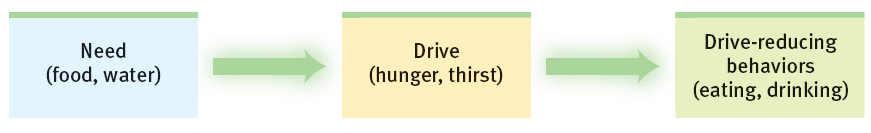 Need
(food, water)
Drive
(hunger, thirst)
Drive-reducing
behaviors
(eating, drinking)